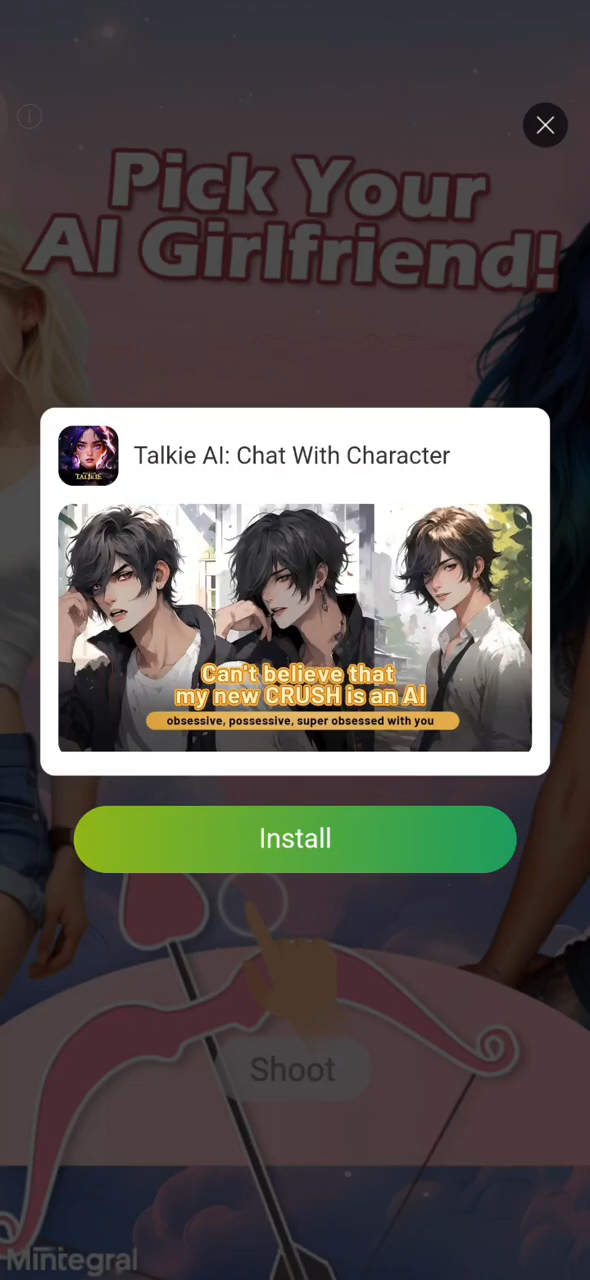 Pick Your
AI Girlfriend!
Talkie AI: Chat With Character
TALKIE
Can't believe that
my new CRUSH is an AI
obsessive, possessive, super obsessed with you
Install
Shoot
Mintegral